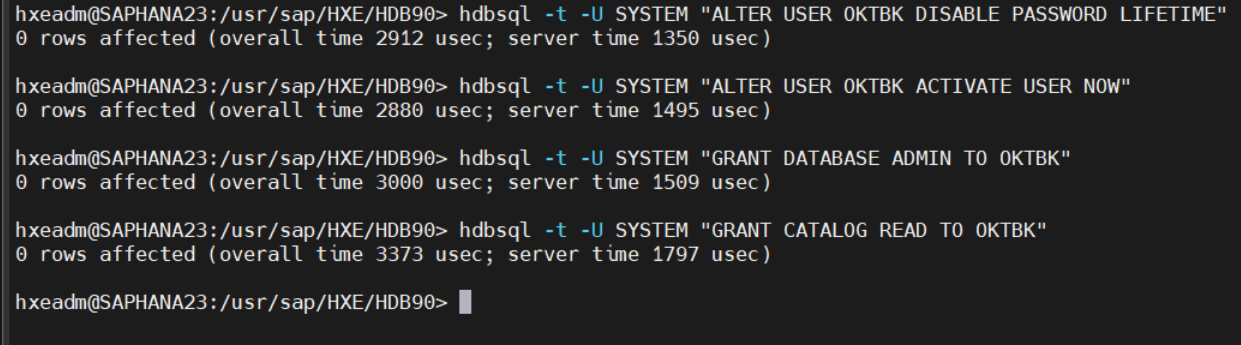 hxeadm@SAPHANA23:/usr/sap/HXE/HDB90> hdbsql -t -U SYSTEM "ALTER USER OKTBK DISABLE PASSWORD LIFETIME"
0 rows affected (overall time 2912 usec; server time 1350 usec)
hxeadm@SAPHANA23:/usr/sap/HXE/HDB90> hdbsql -t -U SYSTEM "ALTER USER OKTBK ACTIVATE USER NOW"
0 rows affected (overall time 2880 usec; server time 1495 usec)
hxeadm@SAPHANA23:/usr/sap/HXE/HDB90> hdbsql -t -U SYSTEM "GRANT DATABASE ADMIN TO OKTBK"
0 rows affected (overall time 3000 usec; server time 1509 usec)
hxeadm@SAPHANA23:/usr/sap/HXE/HDB90> hdbsql -t -U SYSTEM "GRANT CATALOG READ TO OKTBK"
0 rows affected (overall time 3373 usec; server time 1797 usec)
hxeadm@SAPHANA23:/usr/sap/HXE/HDB90>